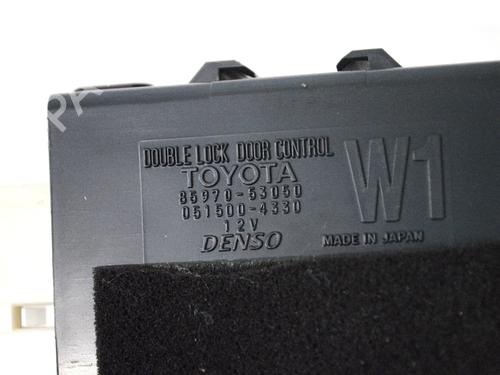 DOUBLE LOCK DOOR CONTROL
TOYOTA
85970-53050
051500-4330
12V
DENSO
W1
MADE IN JAPAN